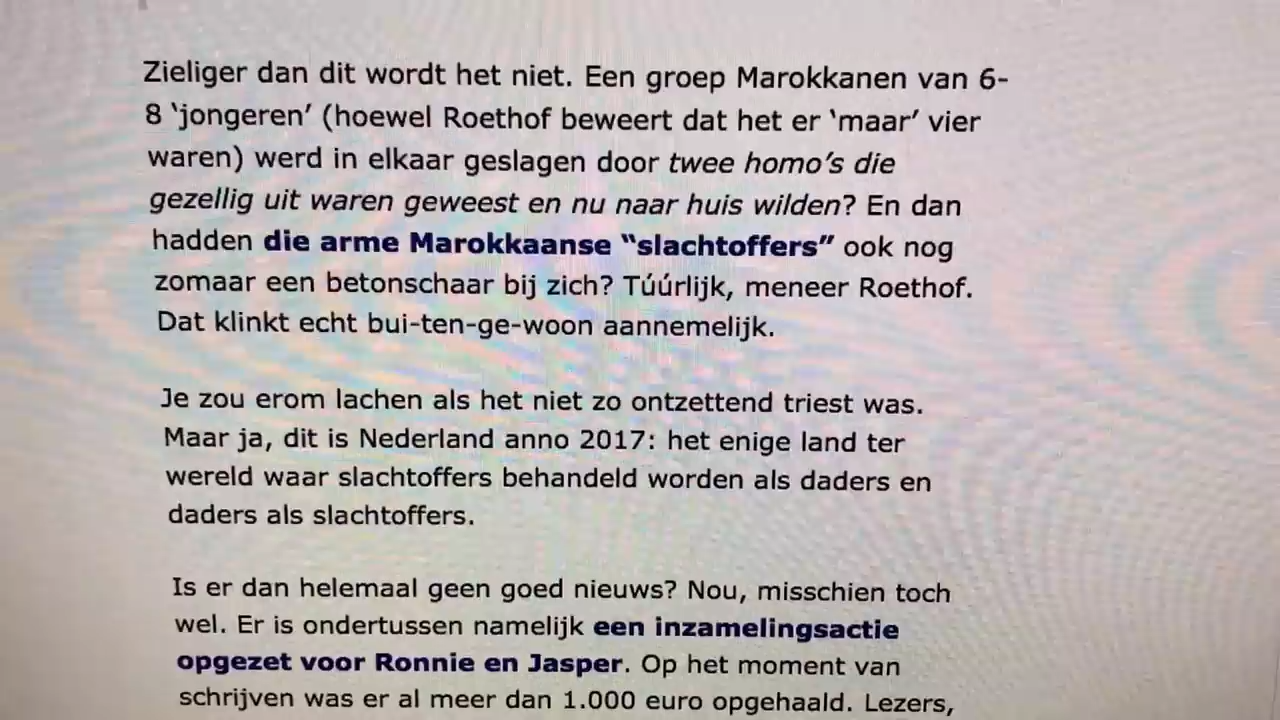 Zieliger dan dit wordt het niet. Een groep Marokkanen van 6-
8 ‘jongeren’ (hoewel Roethof beweert dat het er ‘maar’ vier
waren) werd in elkaar geslagen door twee homo’s die
gezellig uit waren geweest en nu naar huis wilden? En dan
hadden die arme Marokkaanse “slachtoffers” ook nog
zomaar een betonschaar bij zich? Túúrlijk, meneer Roethof.
Dat klinkt echt bui-ten-ge-woon aannemelijk.
Je zou erom lachen als het niet zo ontzettend triest was.
Maar ja, dit is Nederland anno 2017: het enige land ter
wereld waar slachtoffers behandeld worden als daders en
daders als slachtoffers.
Is er dan helemaal geen goed nieuws? Nou, misschien toch
wel. Er is ondertussen namelijk een inzamelingsactie
opgezet voor Ronnie en Jasper. Op het moment van
schrijven was er al meer dan 1.000 euro opgehaald. Lezers,